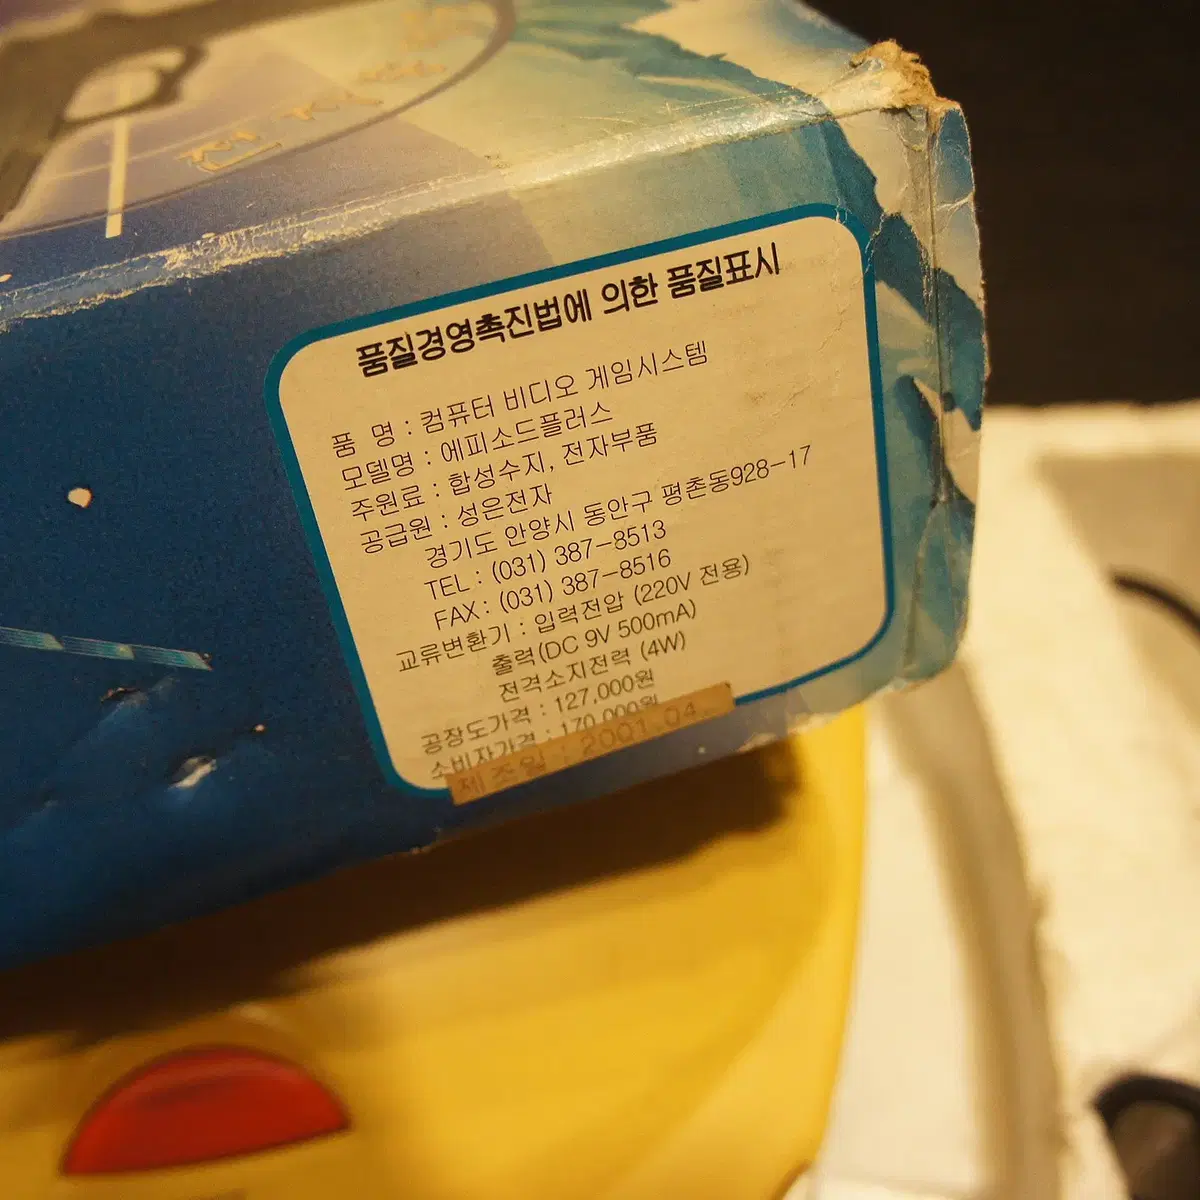 품질경영촉진법에 의한 품질표시
품 명 : 컴퓨터 비디오 게임시스템
모델명 : 에피소드플러스
주원료 : 합성수지, 전자부품
공급원 : 성은전자
경기도 안양시 동안구 평촌동928-17
TEL : (031) 387-8513
FAX : (031) 387-8516
교류변환기 : 입력전압 (220V 전용)
출력(DC 9V 500mA)
전격소지전력 (4W)
공장도가격 : 127,000원
소비자가격 : 170,000원
제조일 : 2001.04.